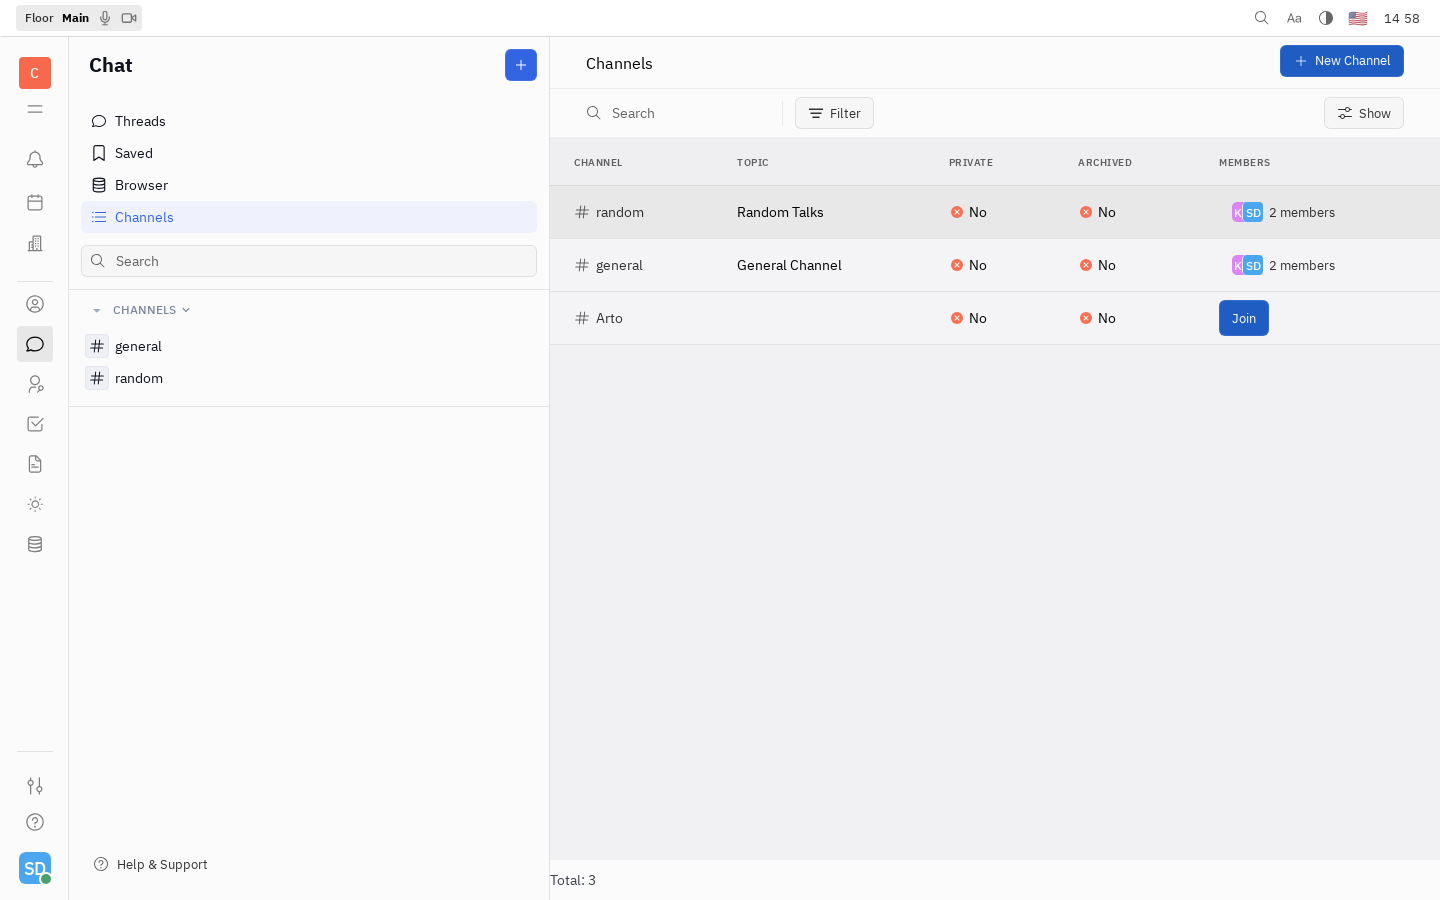 Floor Main
Aa
14 58
C
Chat
Threads
Saved
Browser
Channels
Search
CHANNELS
general
random
Help & Support
SD
Channels
New Channel
Search
Filter
Show
CHANNEL TOPIC PRIVATE ARCHIVED MEMBERS
random Random Talks No No K SD 2 members
general General Channel No No K SD 2 members
Arto No No Join
Total: 3